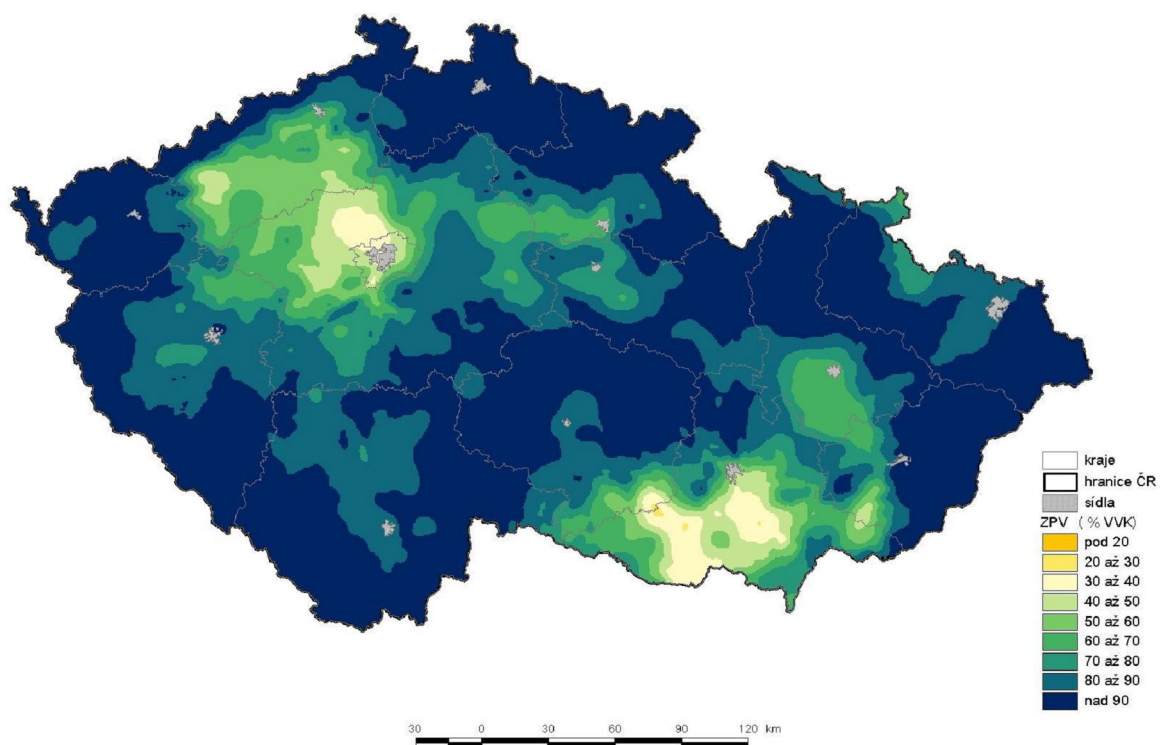 kraje
hranice ČR
sídla
ZPV ( % VVK)
pod 20
20 až 30
30 až 40
40 až 50
50 až 60
60 až 70
70 až 80
80 až 90
nad 90
30 0 30 60 90 120 km